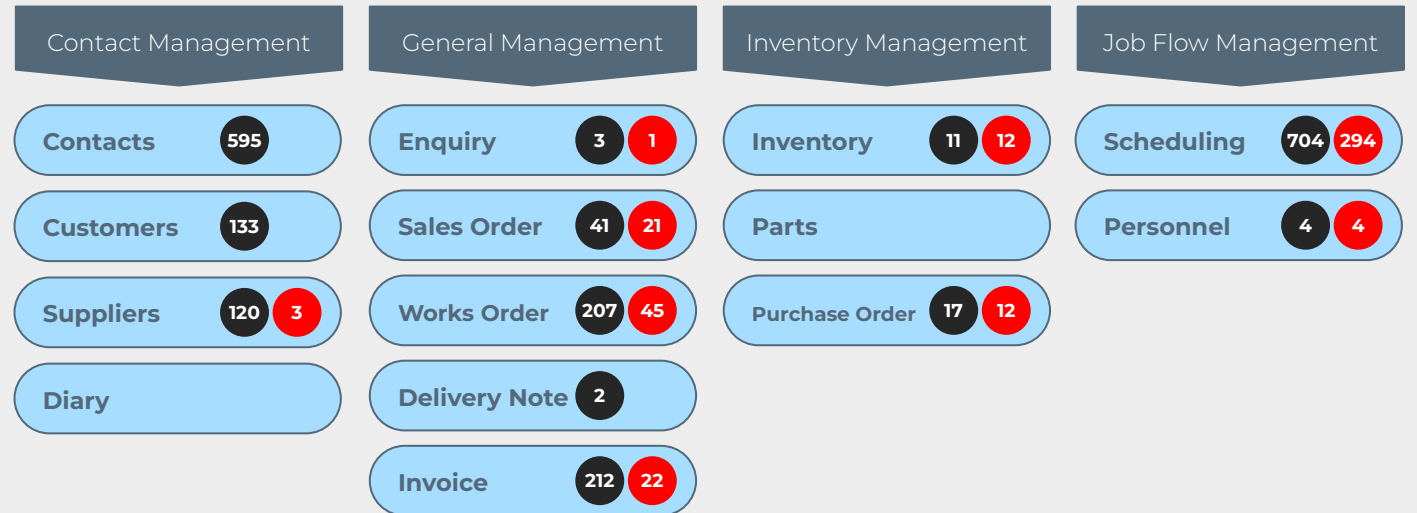 Contact Management
Contacts 595
Customers 133
Suppliers 120 3
Diary
General Management
Enquiry 3 1
Sales Order 41 21
Works Order 207 45
Delivery Note 2
Invoice 212 22
Inventory Management
Inventory 11 12
Parts
Purchase Order 17 12
Job Flow Management
Scheduling 704 294
Personnel 4 4